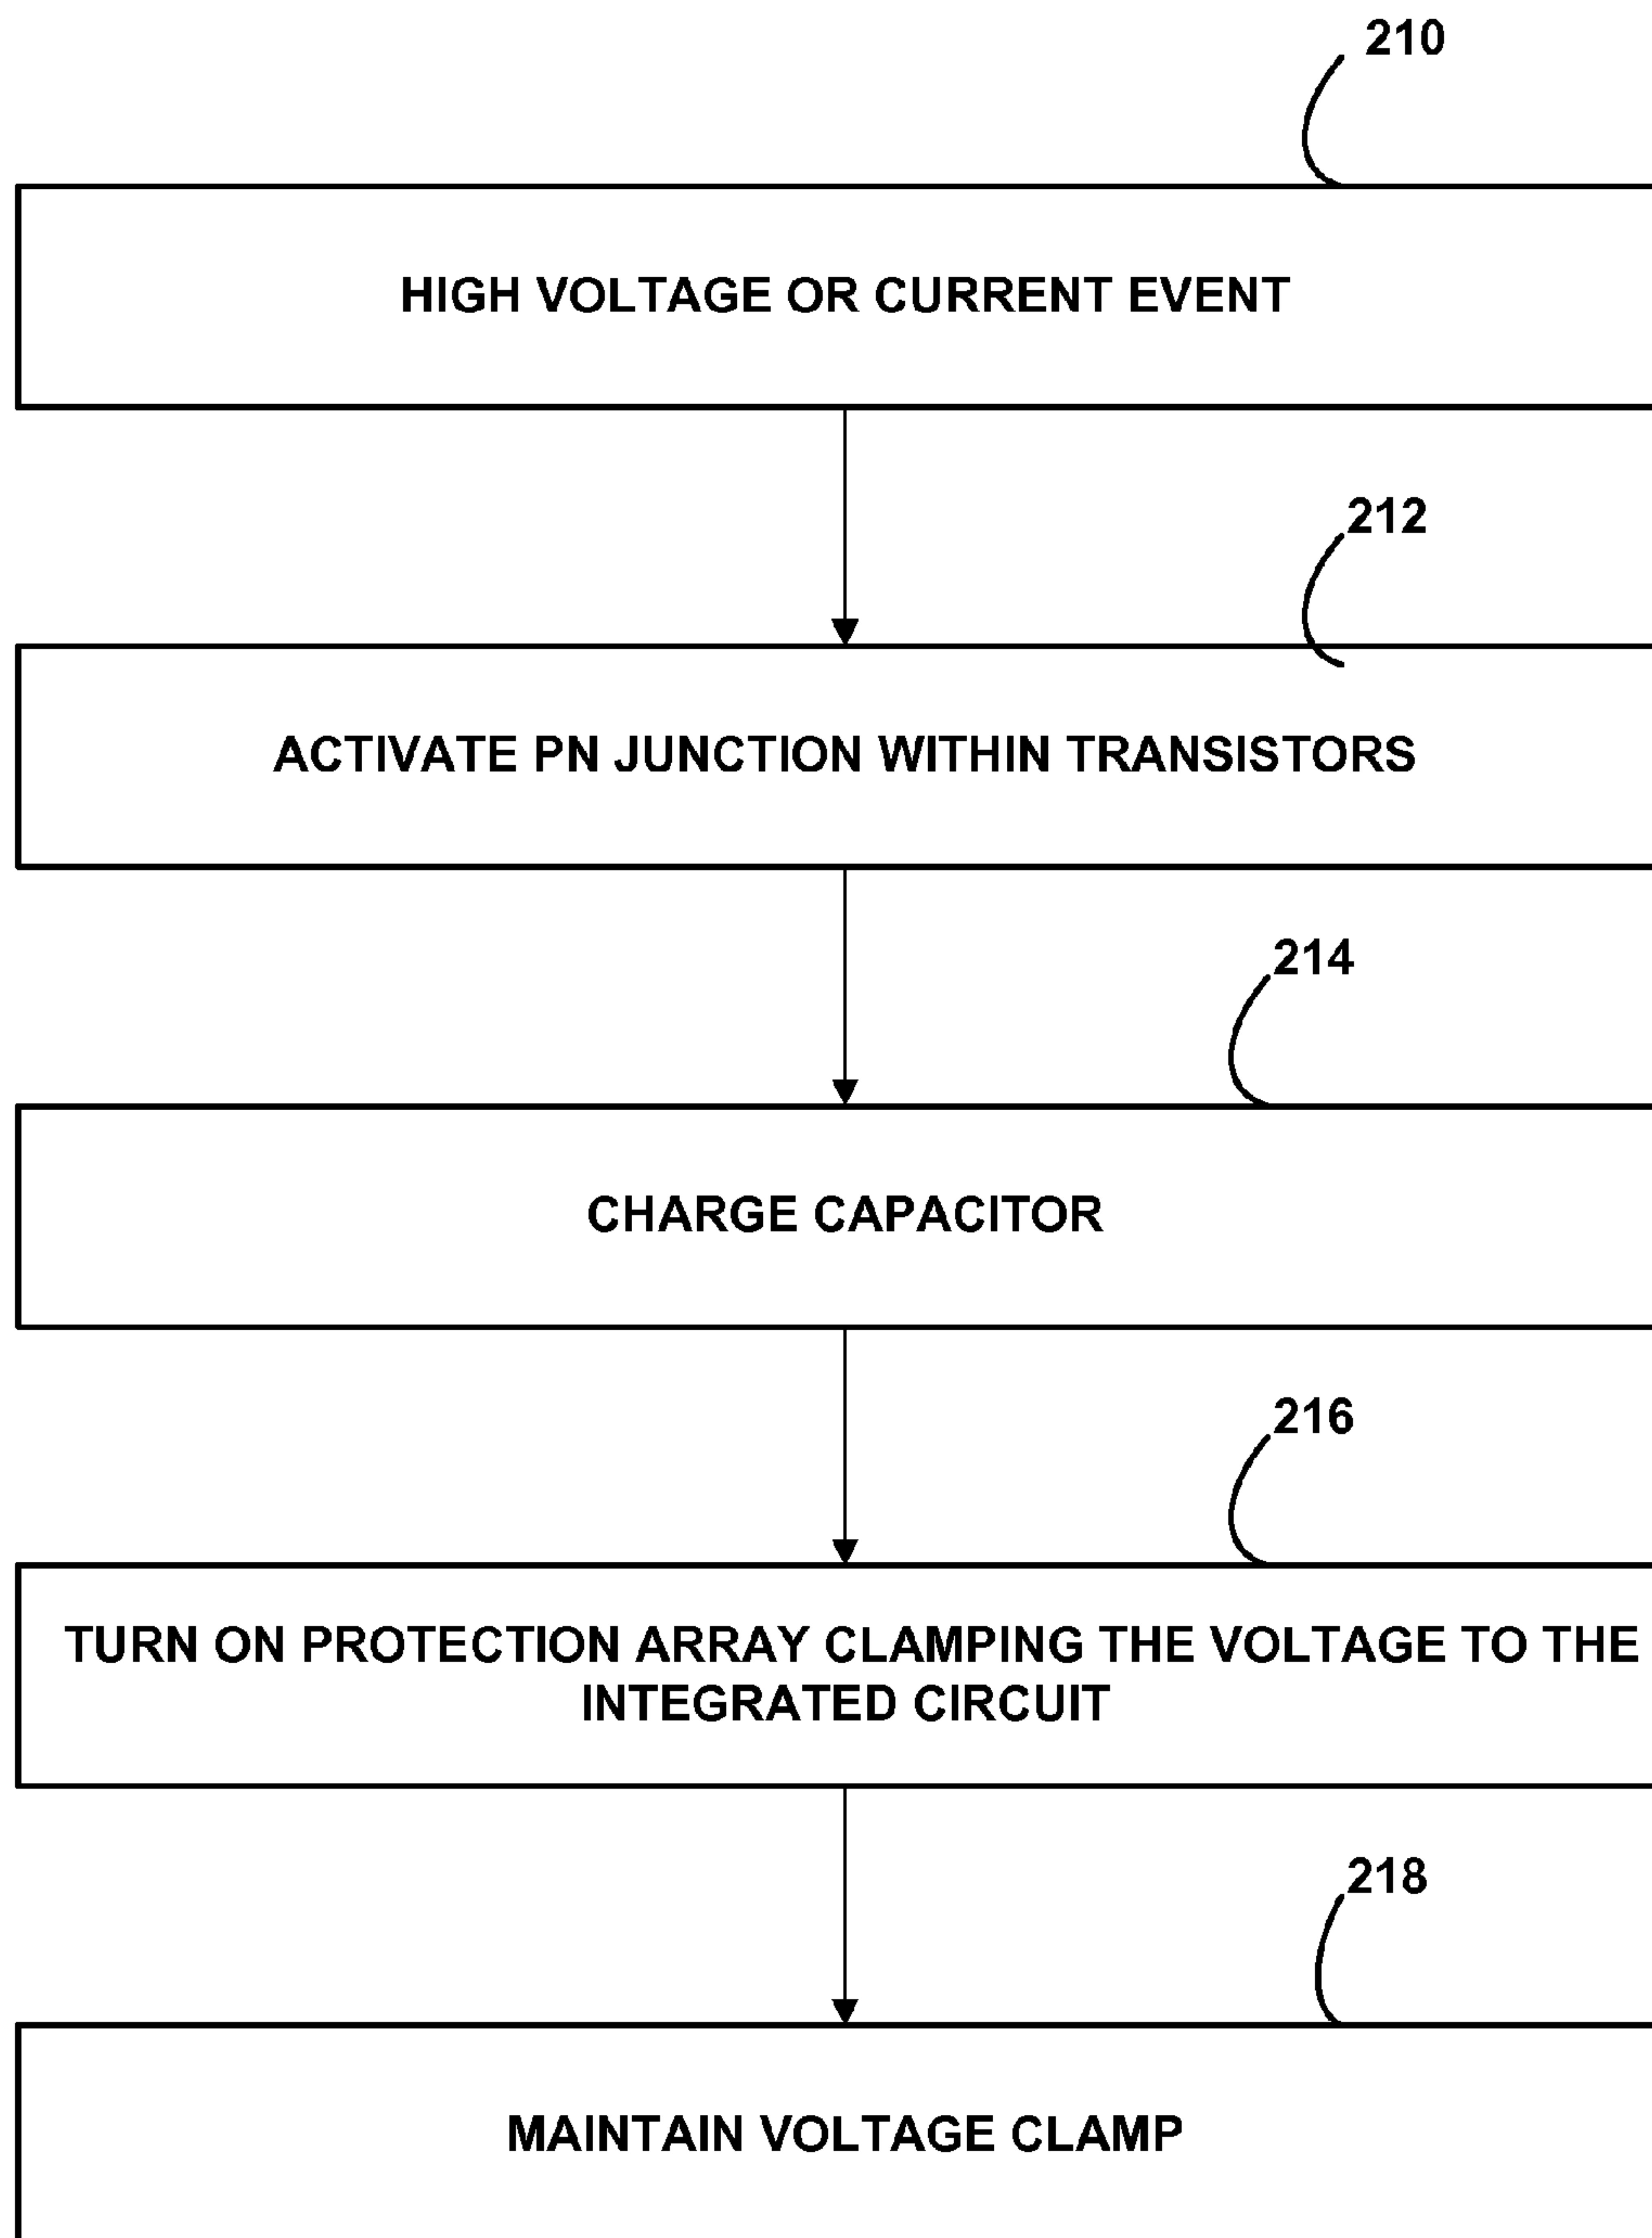 210
HIGH VOLTAGE OR CURRENT EVENT
212
ACTIVATE PN JUNCTION WITHIN TRANSISTORS
214
CHARGE CAPACITOR
216
TURN ON PROTECTION ARRAY CLAMPING THE VOLTAGE TO THE
INTEGRATED CIRCUIT
218
MAINTAIN VOLTAGE CLAMP